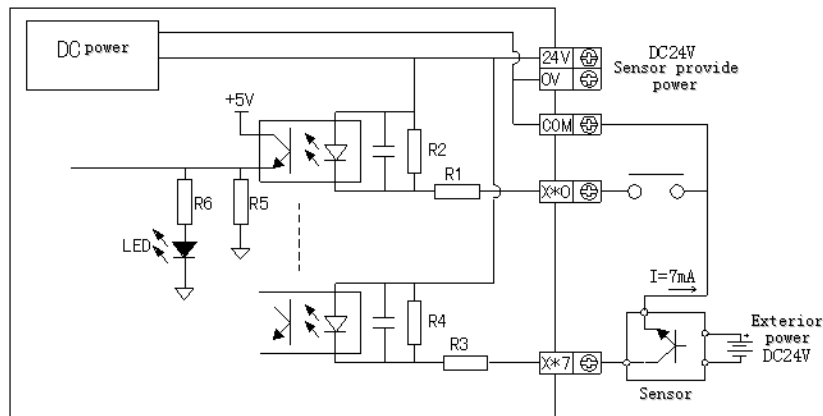 DC power
24V
0V
COM
X*0
X*7
DC24V
Sensor provide
power
+5V
R2
R1
R6
R5
LED
I=7mA
R4
R3
Exterior
power
DC24V
+
Sensor